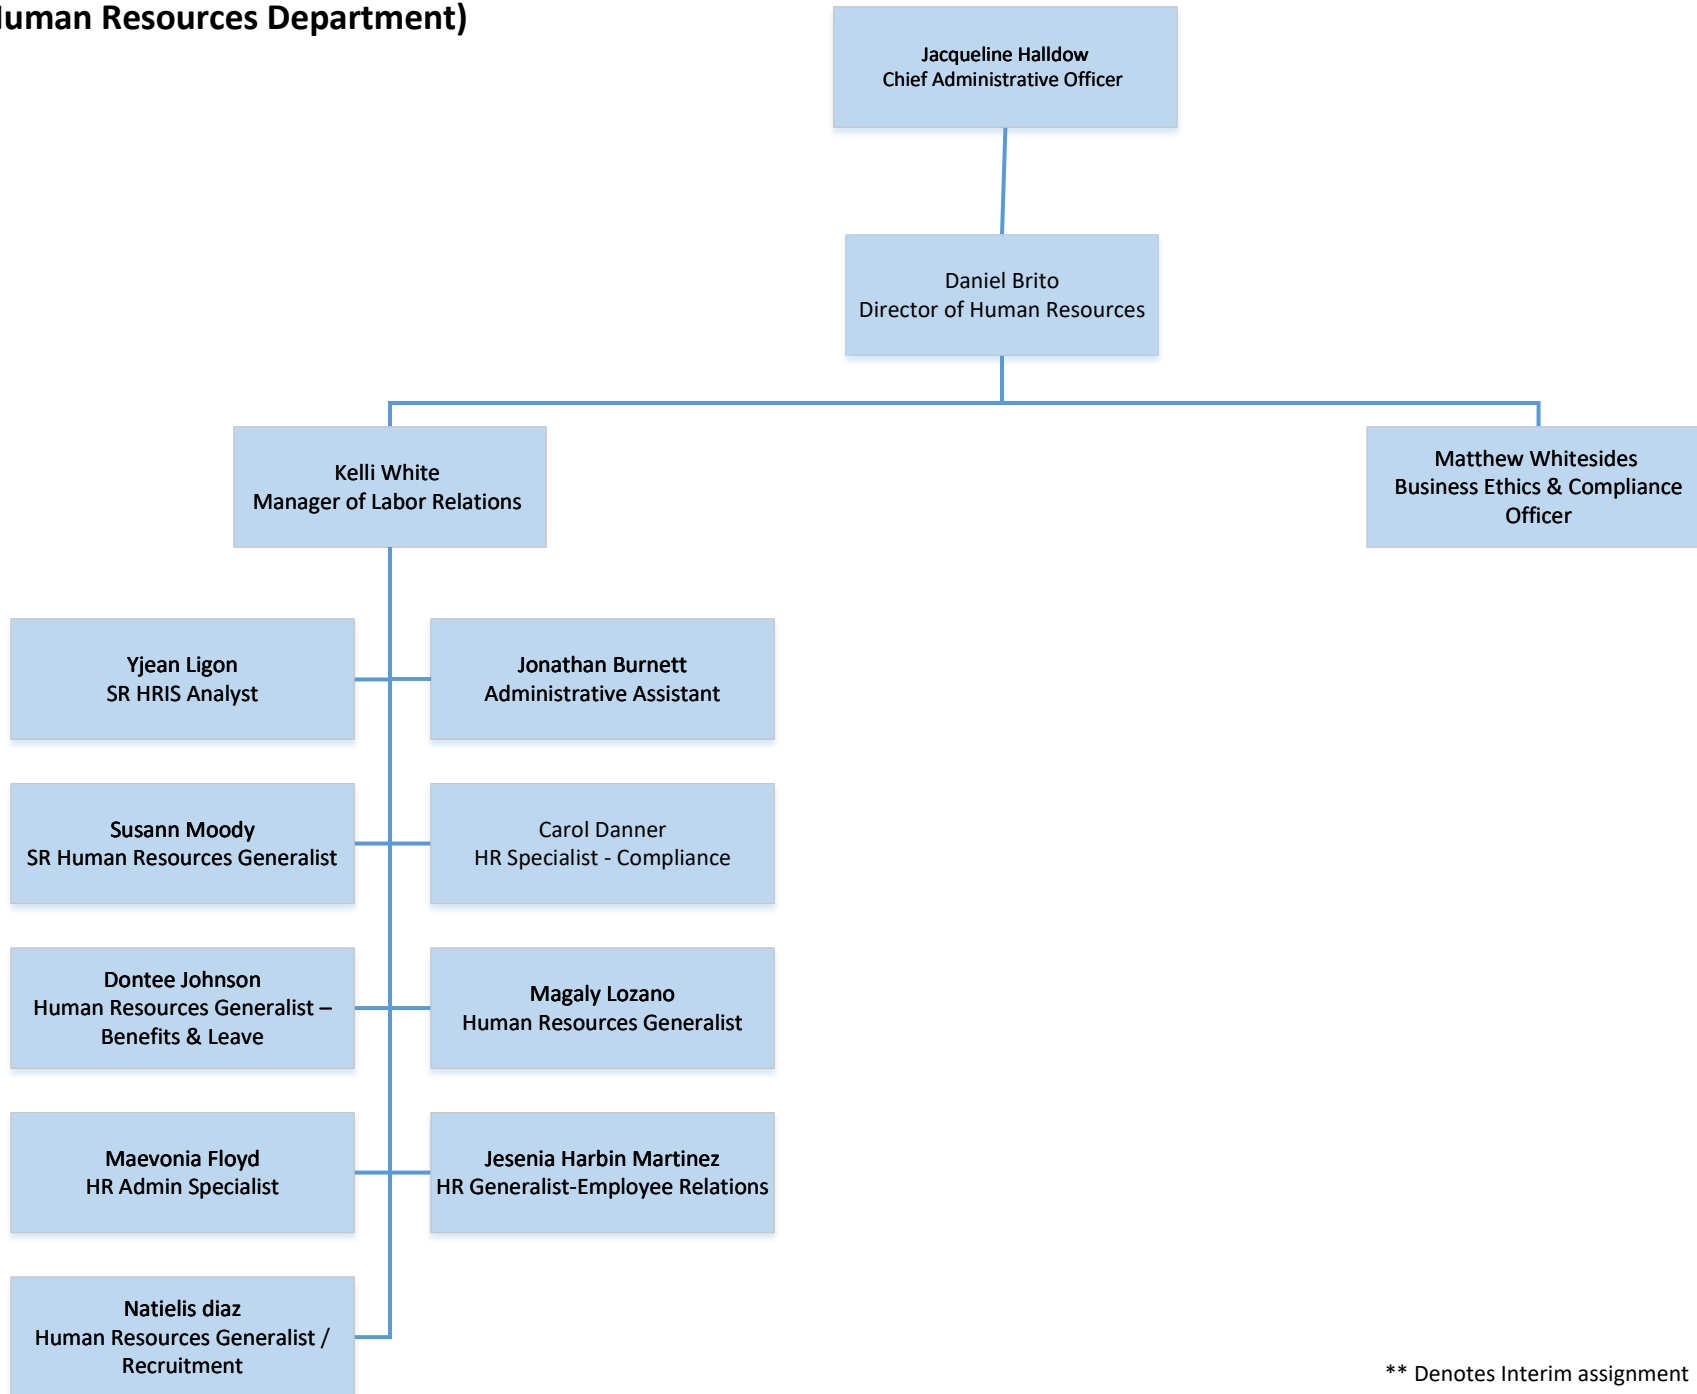 Human Resources Department)
Jacqueline Halldow
Chief Administrative Officer
Daniel Brito
Director of Human Resources
Kelli White
Manager of Labor Relations
Matthew Whitesides
Business Ethics & Compliance
Officer
Yjean Ligon
SR HRIS Analyst
Jonathan Burnett
Administrative Assistant
Susann Moody
SR Human Resources Generalist
Carol Danner
HR Specialist - Compliance
Dontee Johnson
Human Resources Generalist –
Benefits & Leave
Magaly Lozano
Human Resources Generalist
Maevonia Floyd
HR Admin Specialist
Jesenia Harbin Martinez
HR Generalist-Employee Relations
Natielis diaz
Human Resources Generalist /
Recruitment
** Denotes Interim assignment